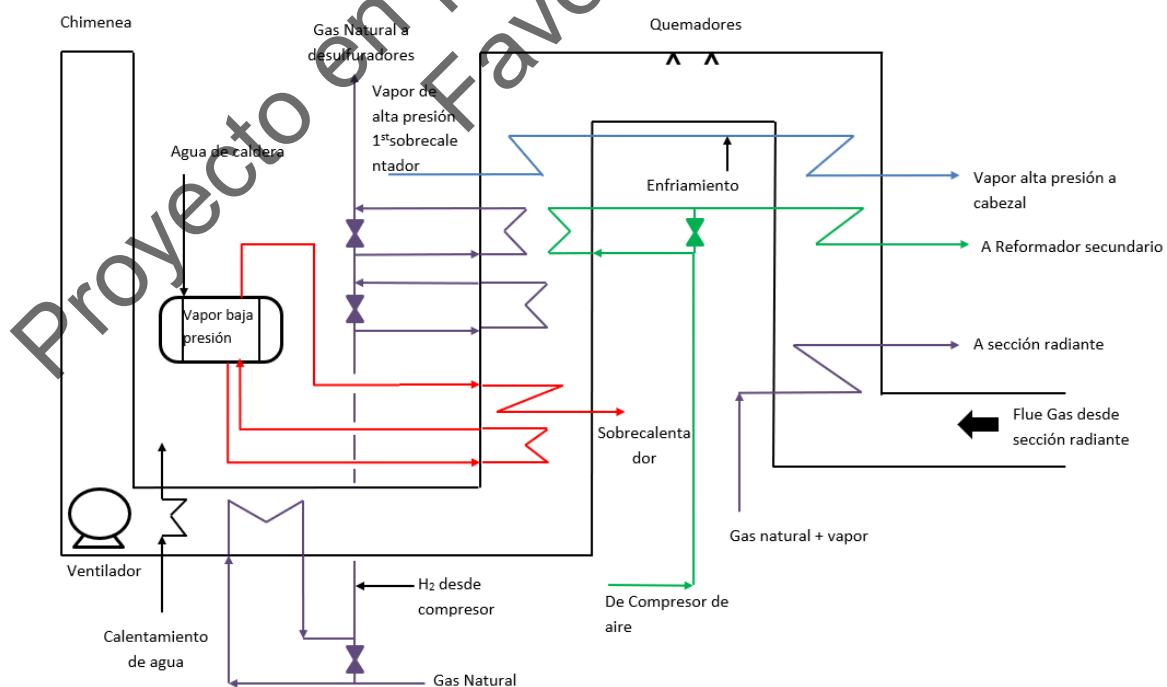 Chimenea
Gas Natural a
desulfuradores
Quemadores
Vapor de
alta presión
1stsobrecale
ntador
Agua de caldera
Enfriamiento
Vapor alta presión a
cabezal
A Reformador secundario
Vapor baja
presión
A sección radiante
Flue Gas desde
sección radiante
Sobrecalenta
dor
Gas natural + vapor
Ventilador
H2 desde
compresor
De Compresor de
aire
Calentamiento
de agua
Gas Natural
Proyecto en
Favo